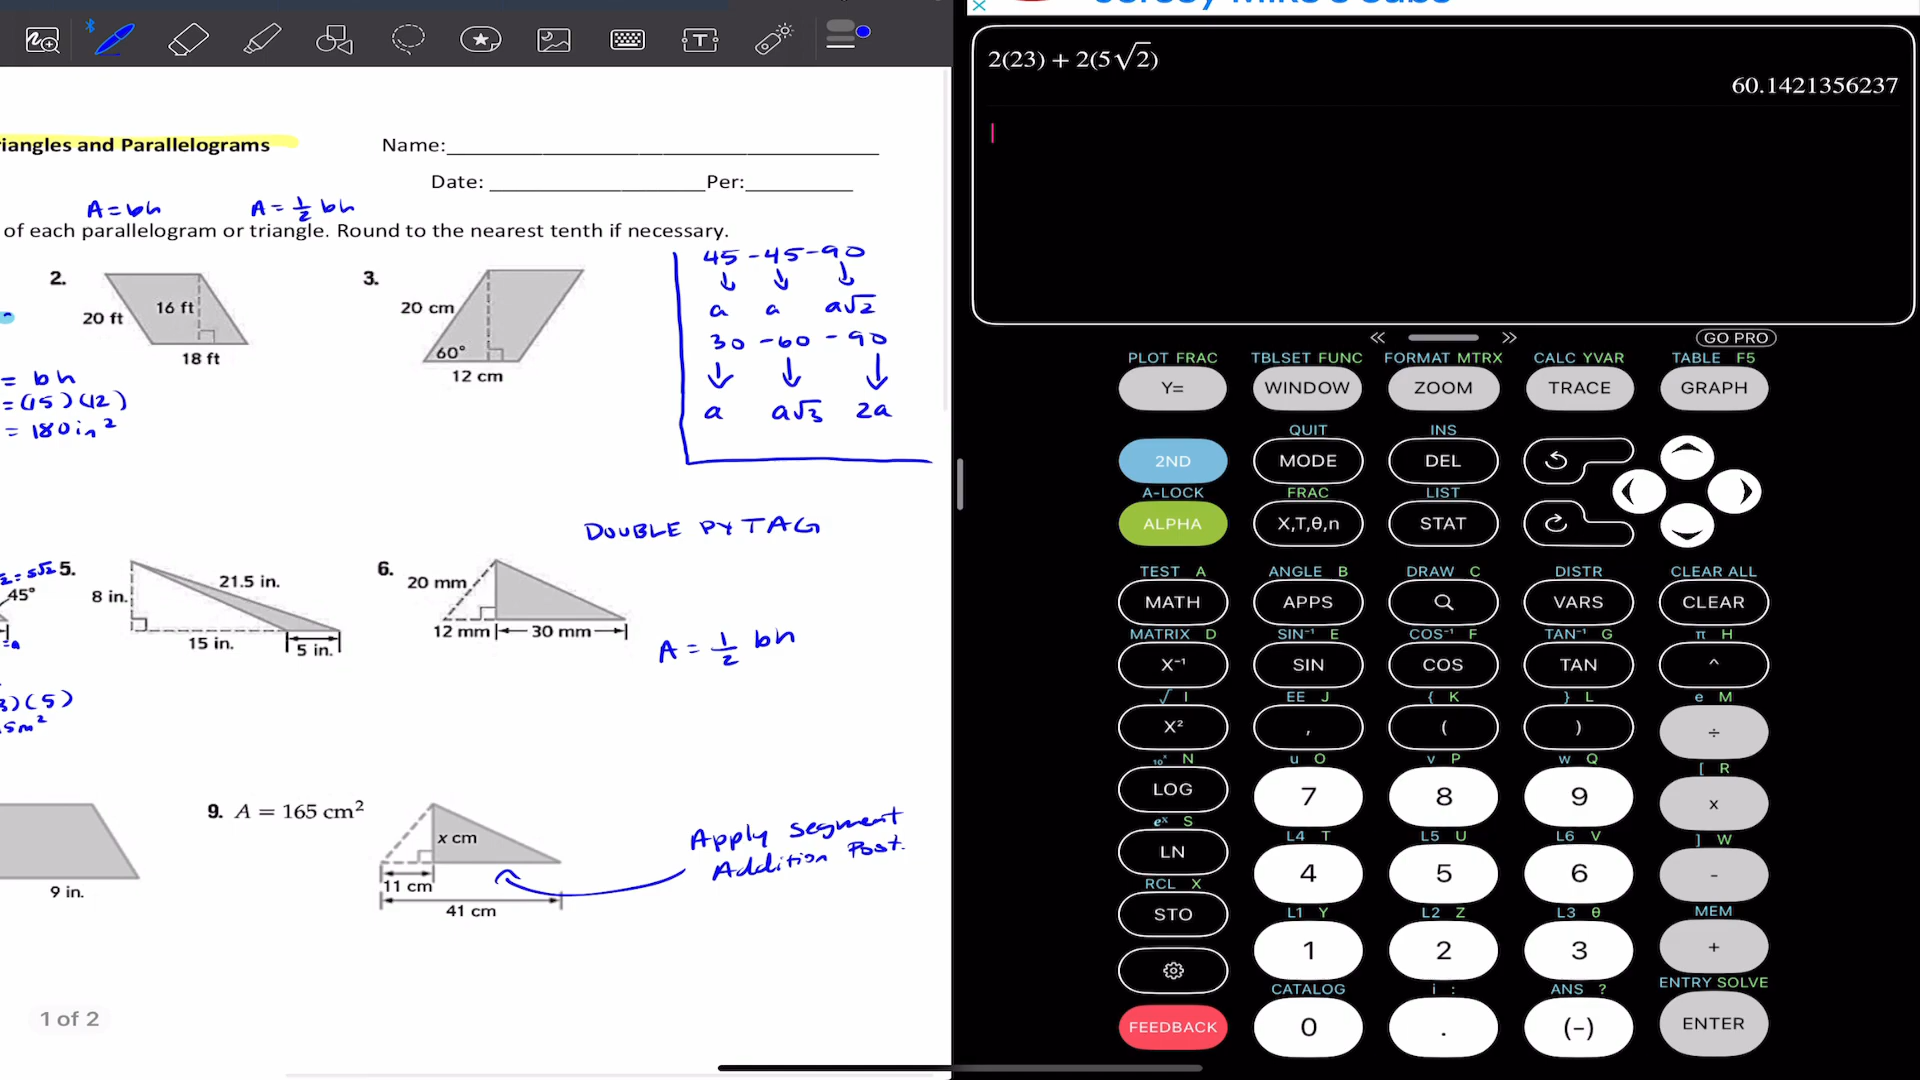 2(23) + 2(5√2)
60.1421356237
riangles and Parallelograms
Name:
Date: Per:
A = bh A = 1/2 bh
of each parallelogram or triangle. Round to the nearest tenth if necessary.
2.
16 ft
20 ft
18 ft
= bh
= (15)(12)
= 180 in²
3.
20 cm
60°
12 cm
45 - 45 - 90
a a a√2
30 - 60 - 90
a a√3 2a
DOUBLE PYTAG
45°
5.
21.5 in.
8 in.
15 in.
5 in.
6.
20 mm
12 mm
30 mm
A = 1/2 bh
)(5)
5m²
9 in.
9. A = 165 cm²
x cm
11 cm
41 cm
Apply Segment
Addition Post.
1 of 2
GO PRO
PLOT FRAC TBLSET FUNC FORMAT MTRX CALC YVAR TABLE F5
Y= WINDOW ZOOM TRACE GRAPH
QUIT INS
2ND MODE DEL
A-LOCK FRAC LIST
ALPHA X,T,θ,n STAT
TEST A ANGLE B DRAW C DISTR CLEAR ALL
MATH APPS VARS CLEAR
MATRIX D SIN⁻¹ E COS⁻¹ F TAN⁻¹ G π H
X⁻¹ SIN COS TAN ^
√ I EE J { K } L e M
X² , ( ) ÷
10ˣ N u O v P w Q [ R
LOG 7 8 9 x
eˣ S L4 T L5 U L6 V ] W
LN 4 5 6 -
RCL X L1 Y L2 Z L3 θ MEM
STO 1 2 3 +
CATALOG i : ANS ? ENTRY SOLVE
FEEDBACK 0 . (-) ENTER